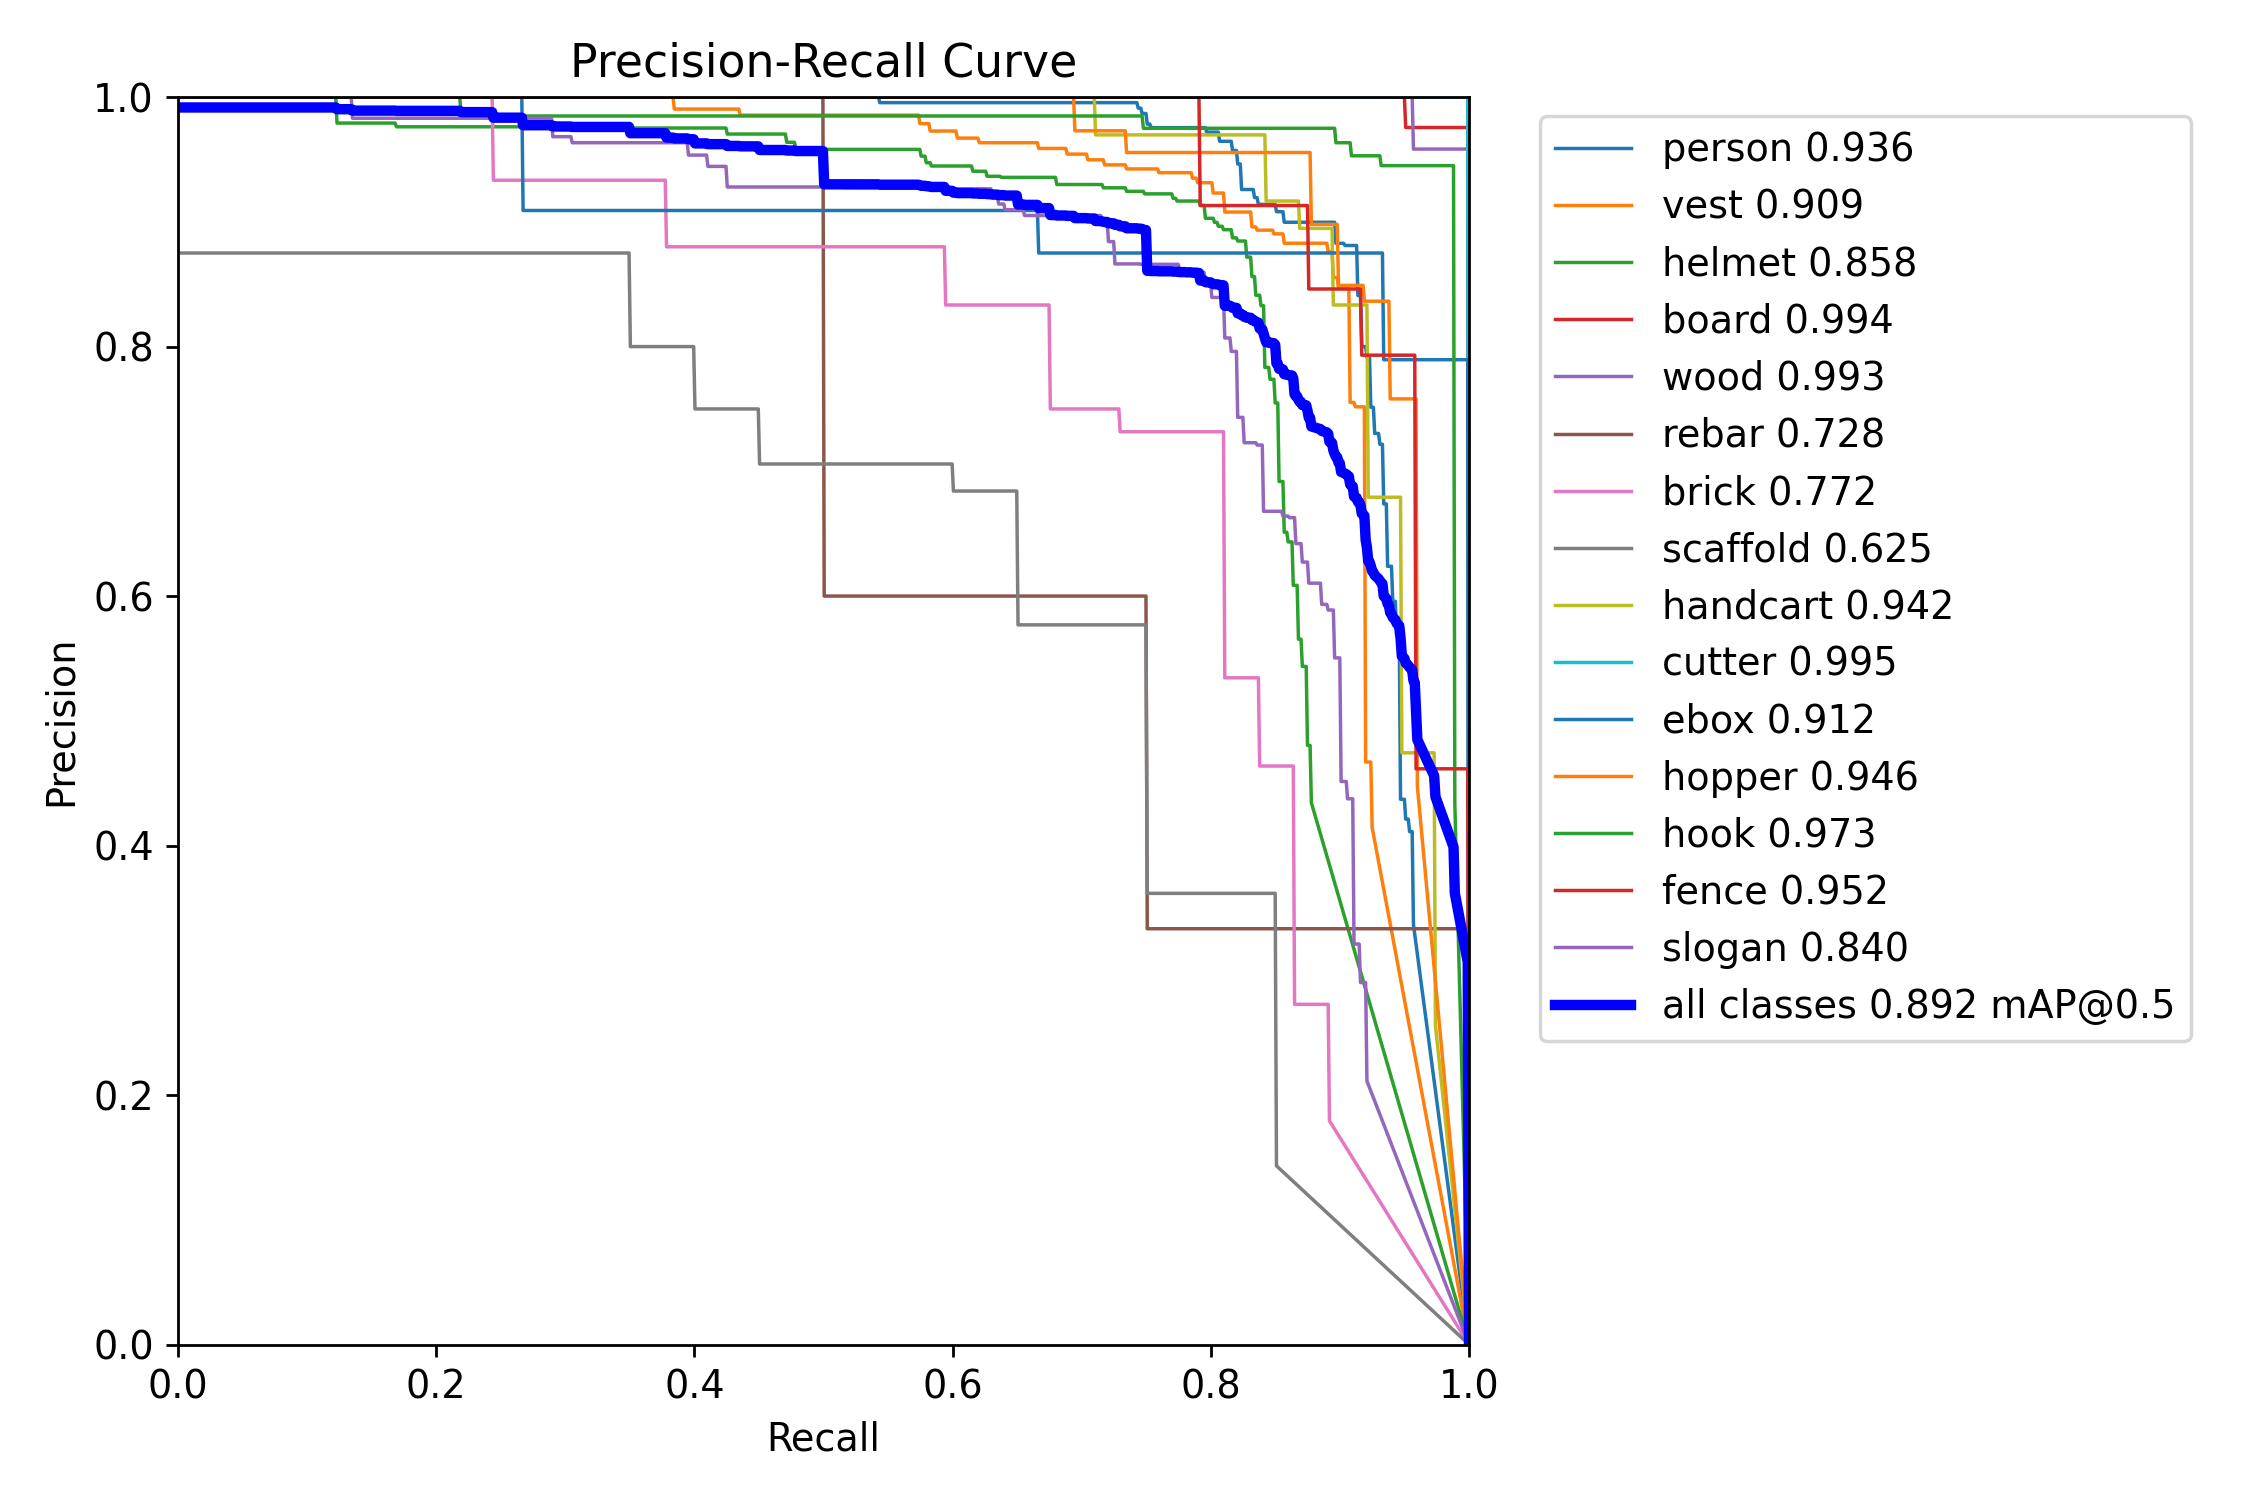 Precision-Recall Curve
1.0
0.8
0.6
0.4
0.2
0.0
Precision
0.0 0.2 0.4 0.6 0.8 1.0
Recall
person 0.936
vest 0.909
helmet 0.858
board 0.994
wood 0.993
rebar 0.728
brick 0.772
scaffold 0.625
handcart 0.942
cutter 0.995
ebox 0.912
hopper 0.946
hook 0.973
fence 0.952
slogan 0.840
all classes 0.892 mAP@0.5